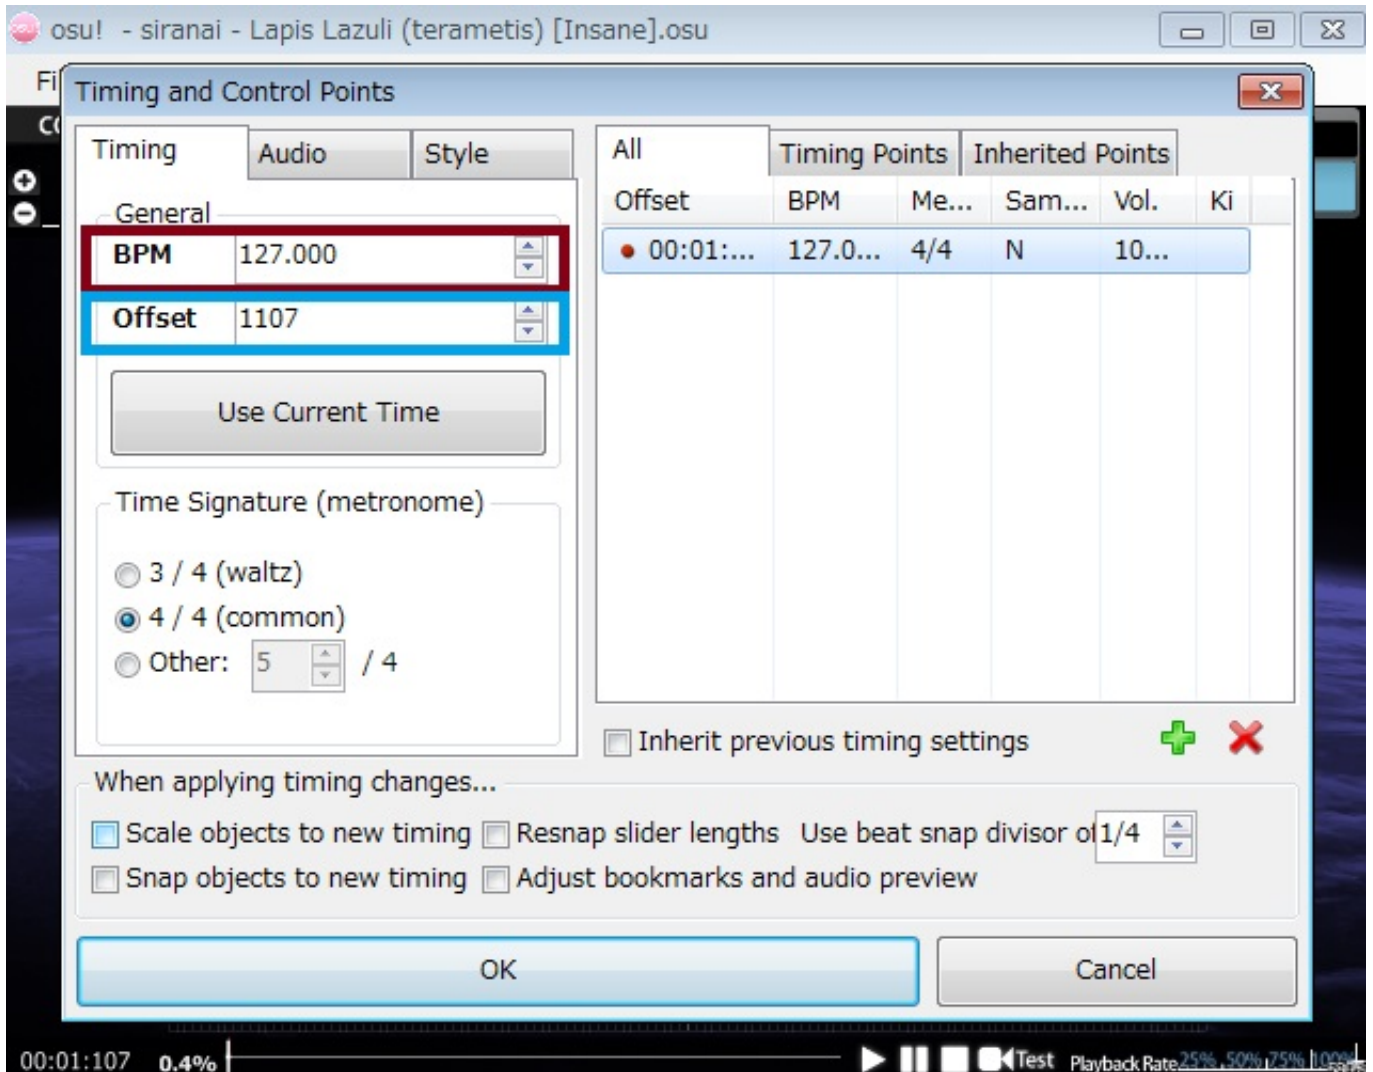 osu! - siranai - Lapis Lazuli (terametis) [Insane].osu
Fi
Timing and Control Points
Timing Audio Style
All Timing Points Inherited Points
Offset BPM Me... Sam... Vol. Ki
00:01:... 127.0... 4/4 N 10...
General
BPM 127.000
Offset 1107
Use Current Time
Time Signature (metronome)
3 / 4 (waltz)
4 / 4 (common)
Other: 5 / 4
Inherit previous timing settings
When applying timing changes...
Scale objects to new timing Resnap slider lengths Use beat snap divisor of 1/4
Snap objects to new timing Adjust bookmarks and audio preview
OK Cancel
00:01:107 0.4% Test Playback Rate 25% 50% 75% 100%